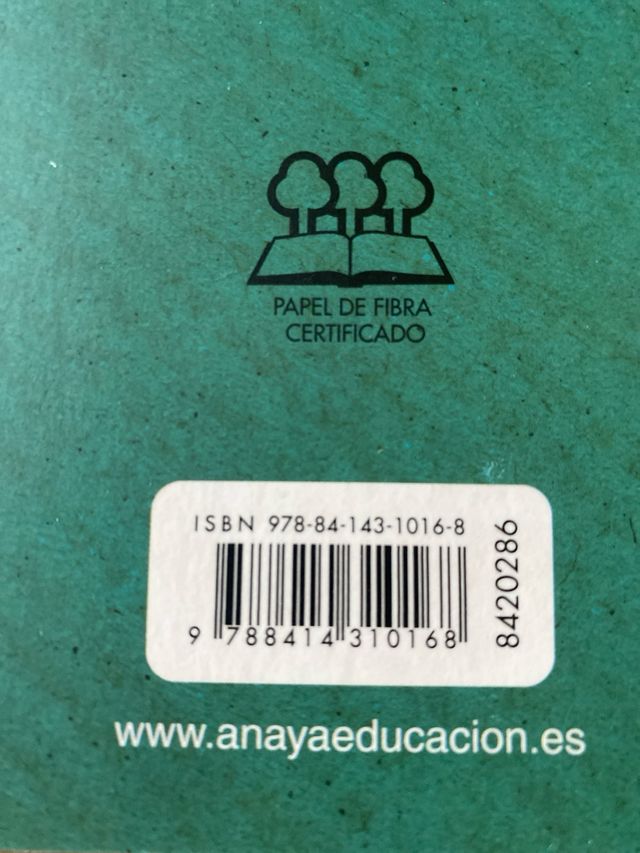 PAPEL DE FIBRA
CERTIFICADO
ISBN 978-84-143-1016-8
9 788414 310168
8420286
www.anayaeducacion.es